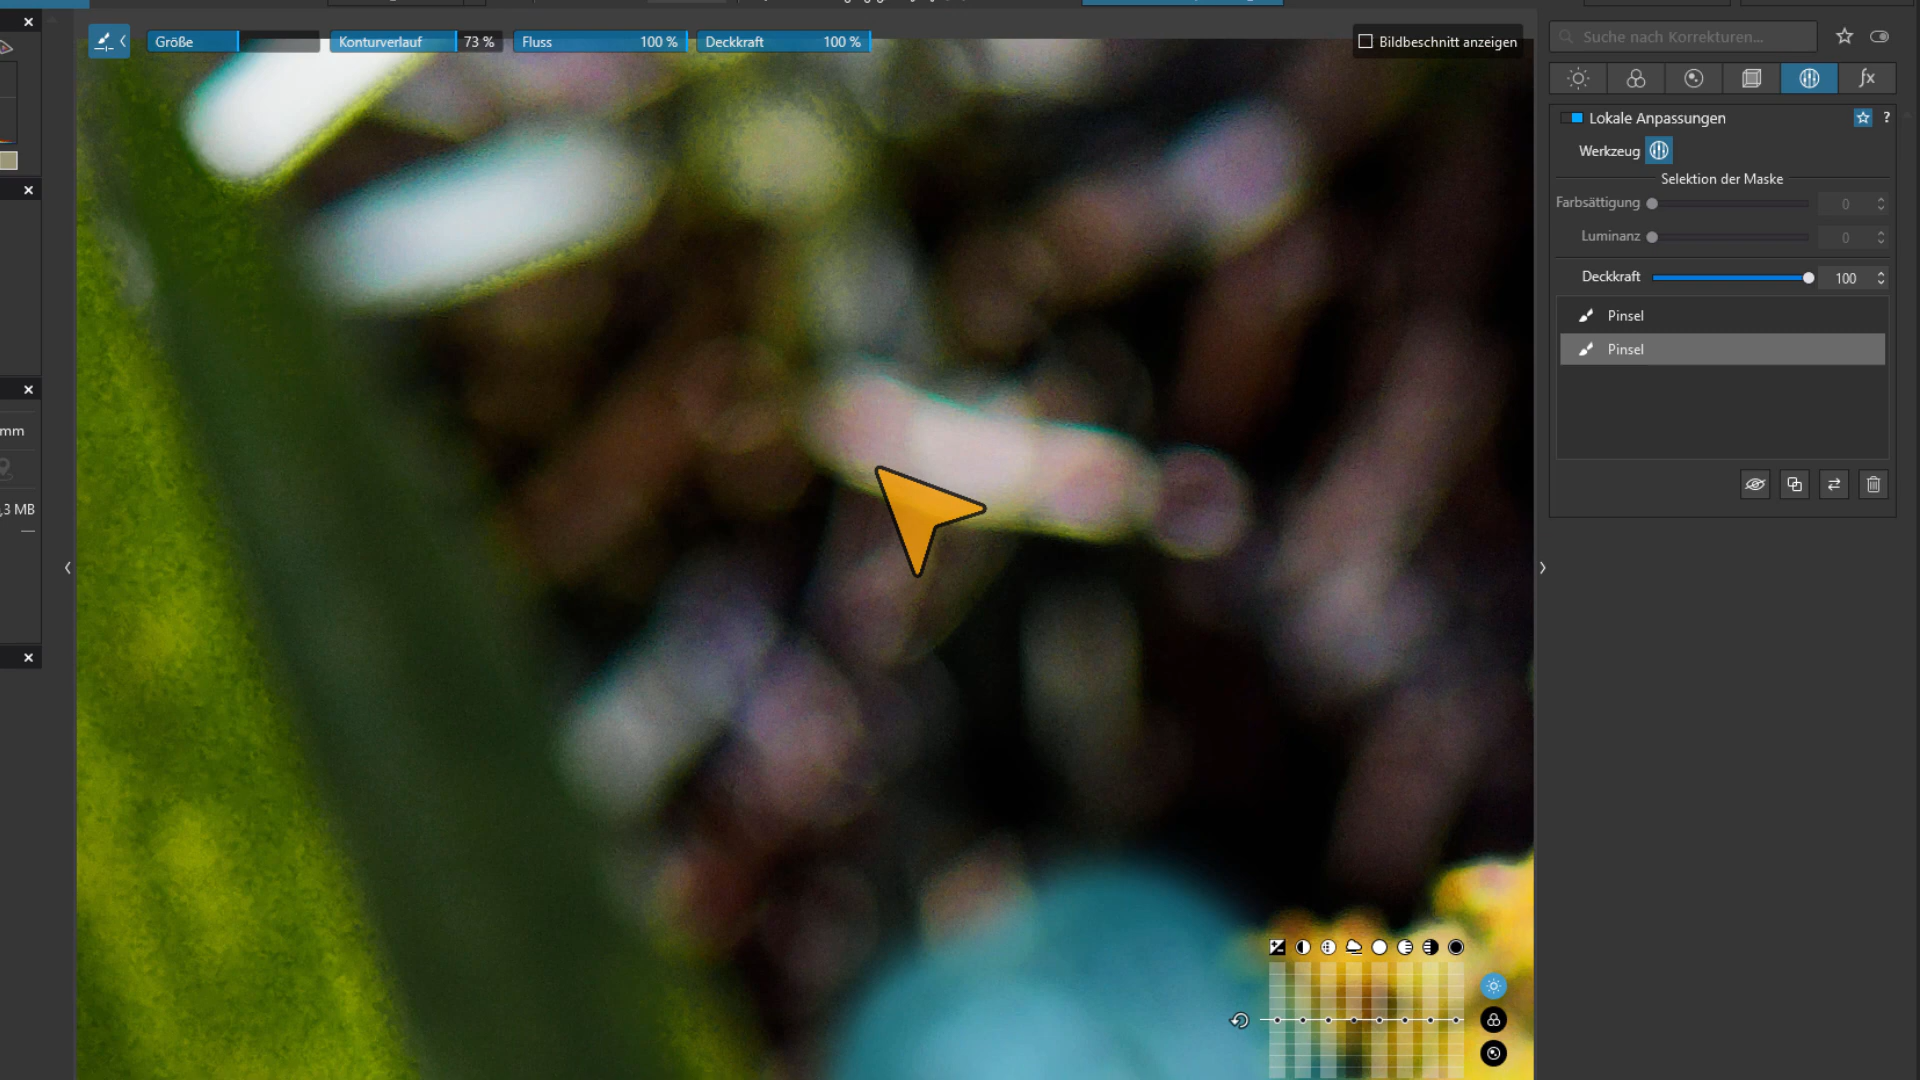 Größe
Konturverlauf 73 %
Fluss 100 %
Deckkraft 100 %
Bildbeschnitt anzeigen
Suche nach Korrekturen...
fx
Lokale Anpassungen
?
Werkzeug
Selektion der Maske
Farbsättigung 0
Luminanz 0
Deckkraft 100
Pinsel
Pinsel
mm
,3 MB